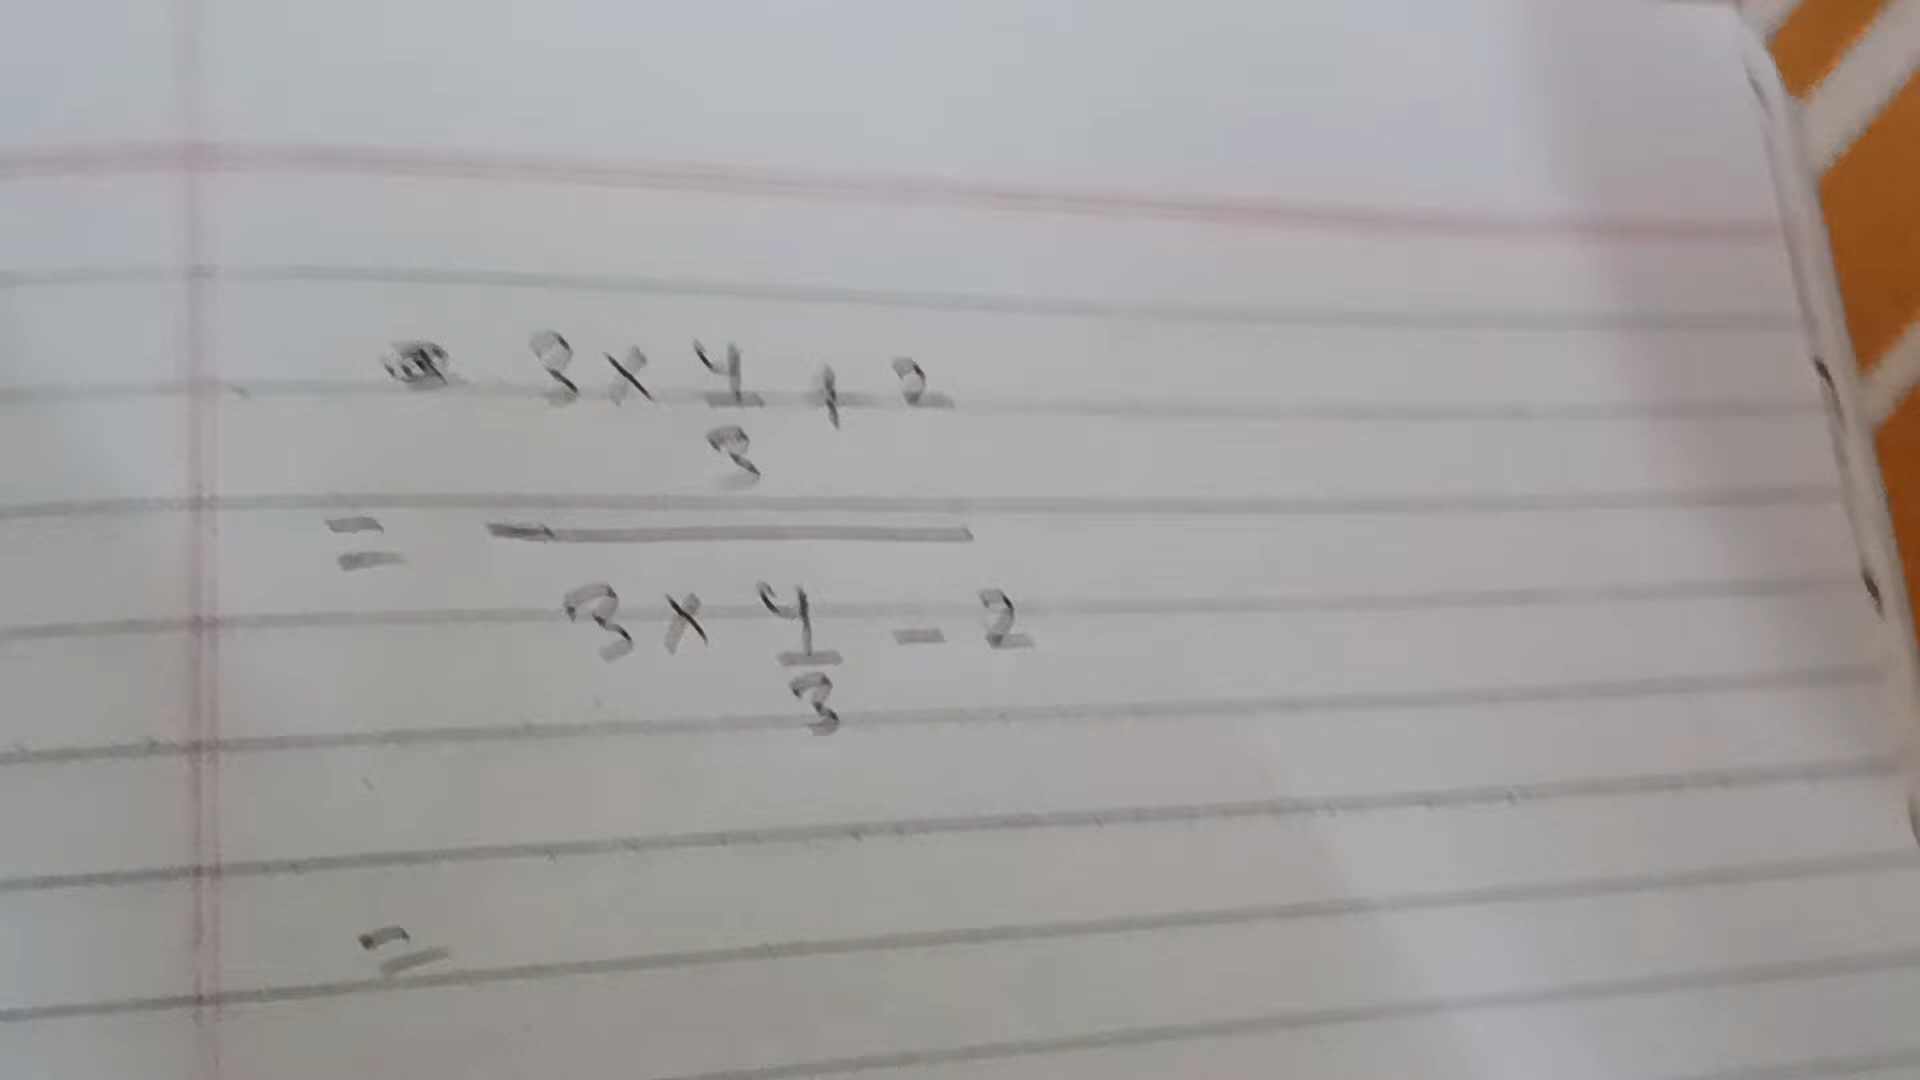 3 × 4/3 + 2
= ———
3 × 4/3 - 2
=